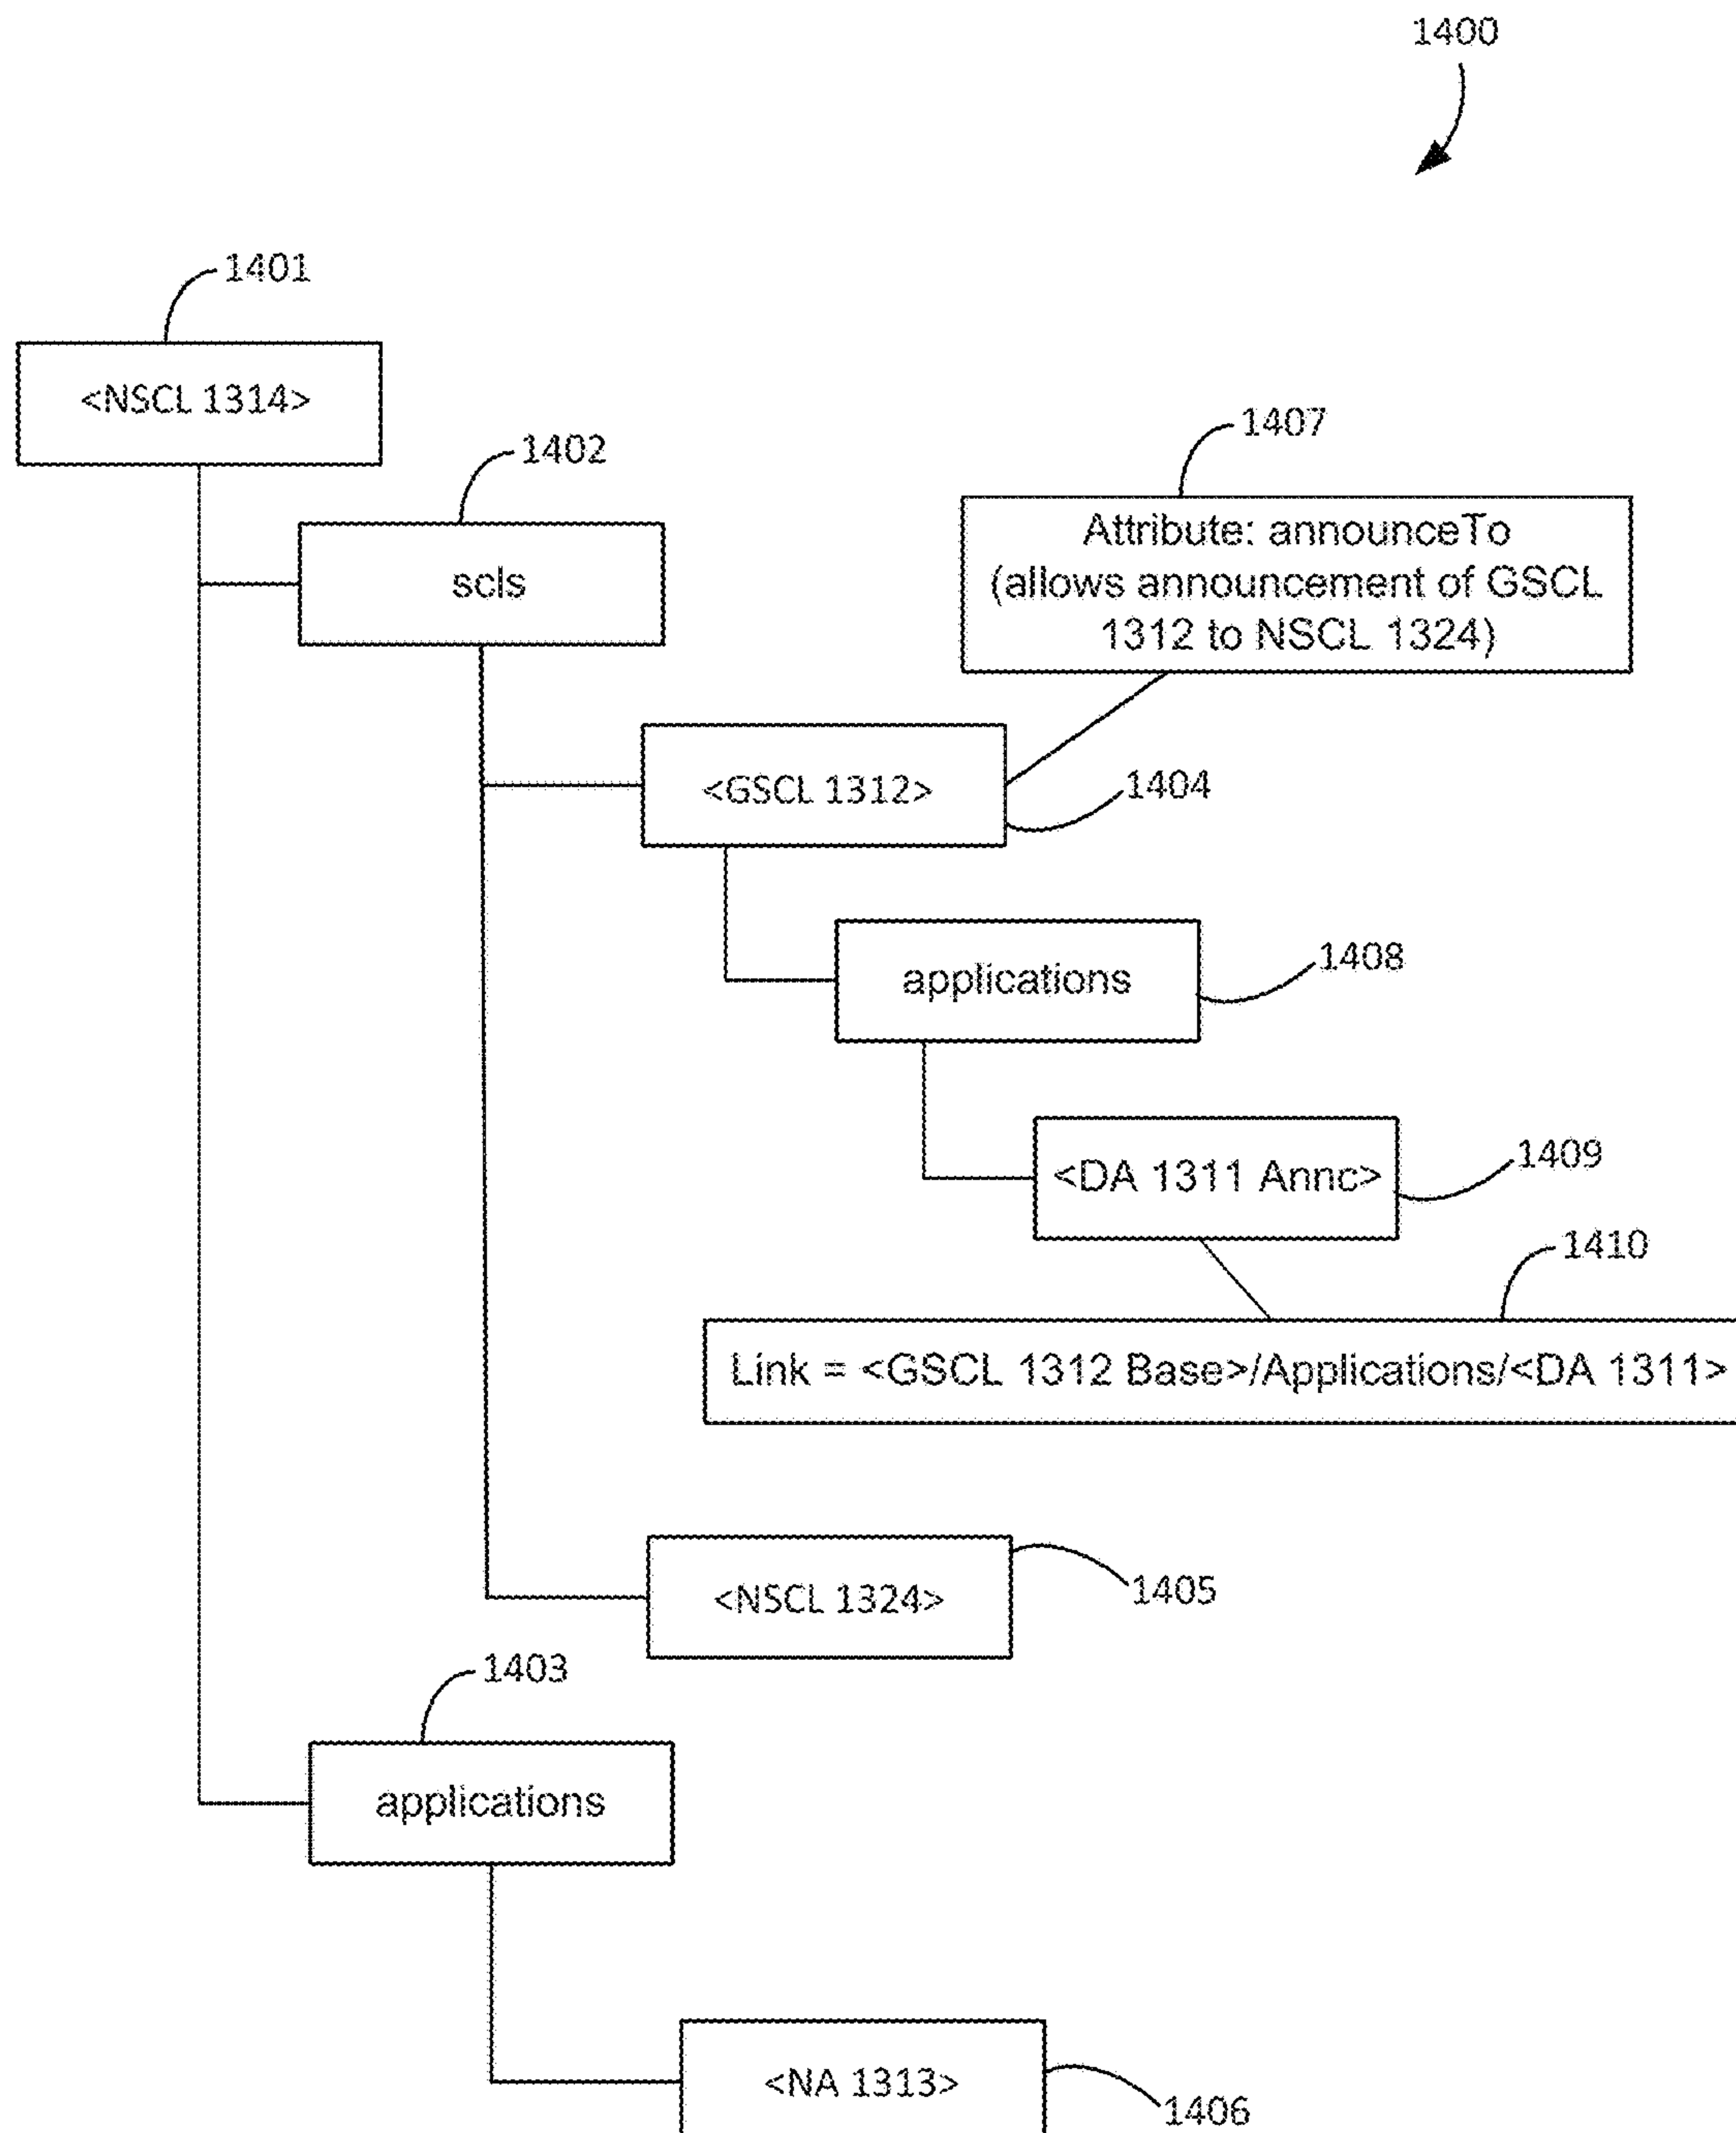 1400
1401
<NSCL 1314>
1402
scls
1407
Attribute: announceTo
(allows announcement of GSCL
1312 to NSCL 1324)
<GSCL 1312>
1404
applications
1408
<DA 1311 Annc>
1409
1410
Link = <GSCL 1312 Base>/Applications/<DA 1311>
<NSCL 1324>
1405
1403
applications
<NA 1313>
1406